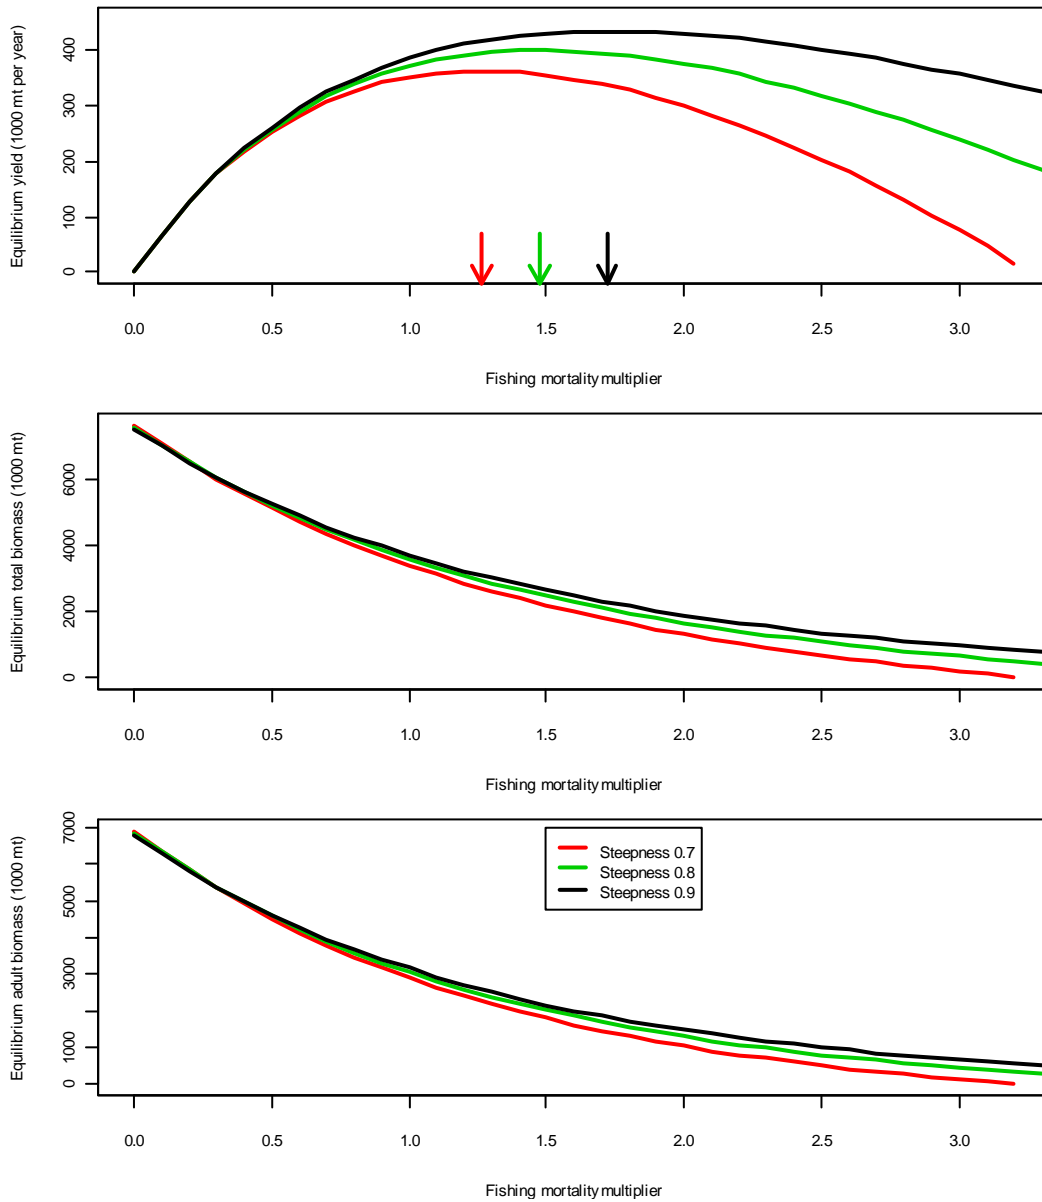 Equilibrium yield (1000 mt per year)
400
300
200
100
0
0.0 0.5 1.0 1.5 2.0 2.5 3.0
Fishing mortality multiplier
Equilibrium total biomass (1000 mt)
6000
4000
2000
0
0.0 0.5 1.0 1.5 2.0 2.5 3.0
Fishing mortality multiplier
Equilibrium adult biomass (1000 mt)
7000
5000
3000
1000
0
Steepness 0.7
Steepness 0.8
Steepness 0.9
0.0 0.5 1.0 1.5 2.0 2.5 3.0
Fishing mortality multiplier